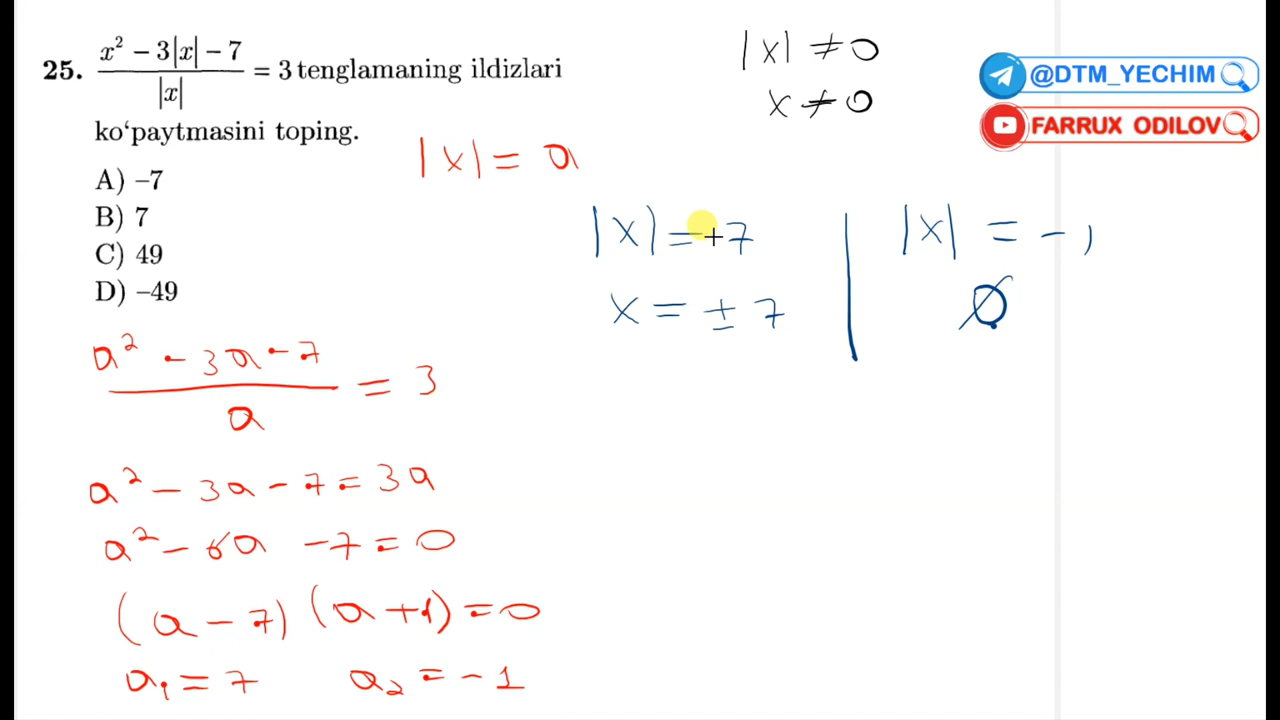 25. (x² − 3|x| − 7)/|x| = 3 tenglamaning ildizlari
ko‘paytmasini toping.
A) –7
B) 7
C) 49
D) –49
|x| ≠ 0
x ≠ 0
@DTM_YECHIM
FARRUX ODILOV
|x| = a
(a² - 3a - 7)/a = 3
a² - 3a - 7 = 3a
a² - 6a - 7 = 0
(a - 7)(a + 1) = 0
a₁ = 7 a₂ = -1
|x| = +7
x = ± 7
|x| = -1
∅